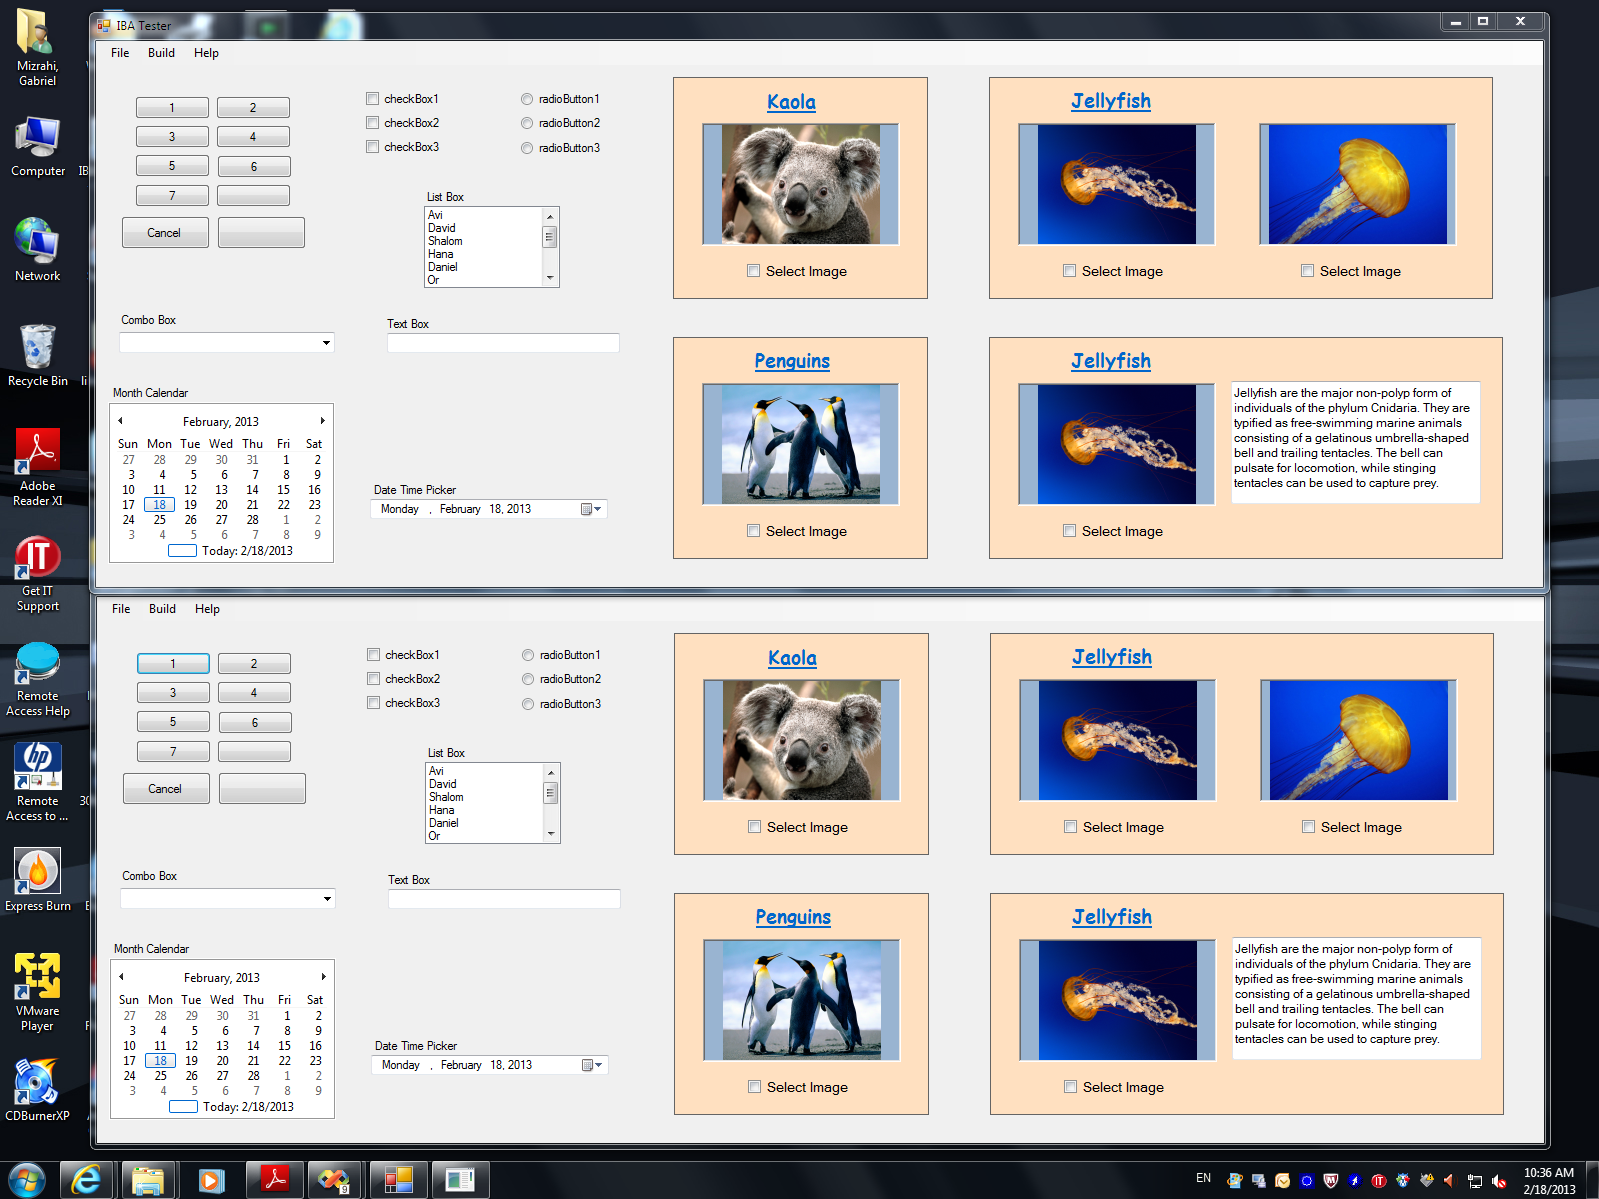 IBA Tester
File Build Help
1 2
3 4
5 6
7
Cancel
checkBox1
checkBox2
checkBox3
radioButton1
radioButton2
radioButton3
List Box
Avi
David
Shalom
Hana
Daniel
Or
Combo Box
Text Box
Month Calendar
February, 2013
Sun Mon Tue Wed Thu Fri Sat
27 28 29 30 31 1 2
3 4 5 6 7 8 9
10 11 12 13 14 15 16
17 18 19 20 21 22 23
24 25 26 27 28 1 2
3 4 5 6 7 8 9
Today: 2/18/2013
Date Time Picker
Monday , February 18, 2013
Kaola
Select Image
Jellyfish
Select Image
Select Image
Penguins
Select Image
Jellyfish
Jellyfish are the major non-polyp form of
individuals of the phylum Cnidaria. They are
typified as free-swimming marine animals
consisting of a gelatinous umbrella-shaped
bell and trailing tentacles. The bell can
pulsate for locomotion, while stinging
tentacles can be used to capture prey.
Select Image
File Build Help
1 2
3 4
5 6
7
Cancel
checkBox1
checkBox2
checkBox3
radioButton1
radioButton2
radioButton3
List Box
Avi
David
Shalom
Hana
Daniel
Or
Combo Box
Text Box
Month Calendar
February, 2013
Sun Mon Tue Wed Thu Fri Sat
27 28 29 30 31 1 2
3 4 5 6 7 8 9
10 11 12 13 14 15 16
17 18 19 20 21 22 23
24 25 26 27 28 1 2
3 4 5 6 7 8 9
Today: 2/18/2013
Date Time Picker
Monday , February 18, 2013
Kaola
Select Image
Jellyfish
Select Image
Select Image
Penguins
Select Image
Jellyfish
Jellyfish are the major non-polyp form of
individuals of the phylum Cnidaria. They are
typified as free-swimming marine animals
consisting of a gelatinous umbrella-shaped
bell and trailing tentacles. The bell can
pulsate for locomotion, while stinging
tentacles can be used to capture prey.
Select Image
Mizrahi,
Gabriel
Computer
Network
Recycle Bin
Adobe
Reader XI
IT
Get IT
Support
Remote
Access Help
hp
Remote
Access to ...
Express Burn
VMware
Player
CDBurnerXP
9
EN
IT
10:36 AM
2/18/2013